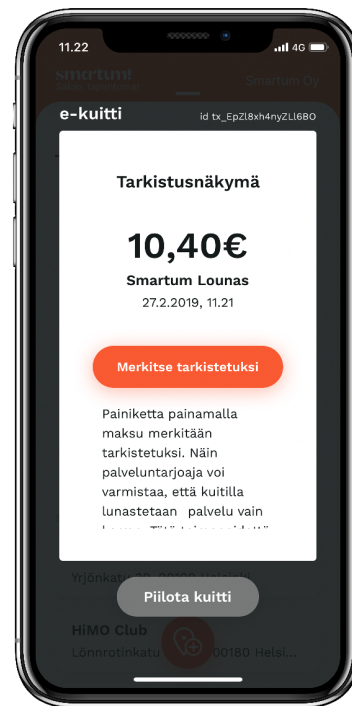 11.22
4G
smartum!
Smartum Oy
e-kuitti
id tx_EpZl8xh4nyZLl6BO
Tarkistusnäkymä
10,40€
Smartum Lounas
27.2.2019, 11.21
Merkitse tarkistetuksi
Painiketta painamalla
maksu merkitään
tarkistetuksi. Näin
palveluntarjoaja voi
varmistaa, että kuitilla
lunastetaan palvelu vain
Piilota kuitti
HiMO Club
Lönnrotinkatu 00180 Helsi...